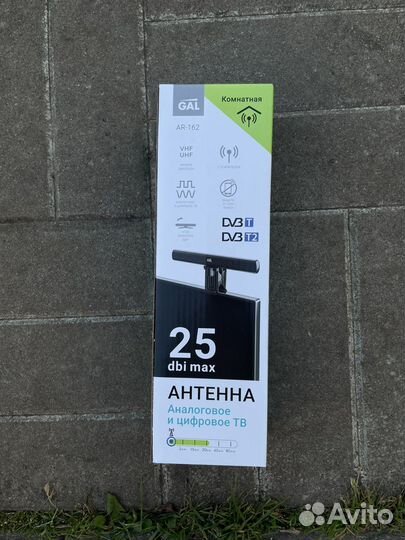 GAL
Комнатная
AR-162
VHF
UHF
DVB T
DVB T2
GAL
25
dbi max
АНТЕННА
Аналоговое
и цифровое ТВ
Avito